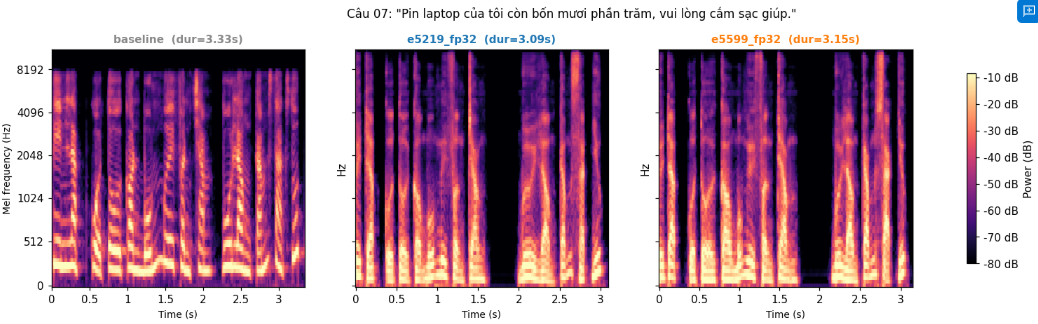 Câu 07: "Pin laptop của tôi còn bốn mươi phần trăm, vui lòng cắm sạc giúp."
baseline (dur=3.33s)
e5219_fp32 (dur=3.09s)
e5599_fp32 (dur=3.15s)
Mel frequency (Hz)
8192
4096
2048
1024
512
0
0 0.5 1 1.5 2 2.5 3
Time (s)
Hz
0 0.5 1 1.5 2 2.5 3
Time (s)
Hz
0 0.5 1 1.5 2 2.5 3
Time (s)
-10 dB
-20 dB
-30 dB
-40 dB
-50 dB
-60 dB
-70 dB
-80 dB
Power (dB)